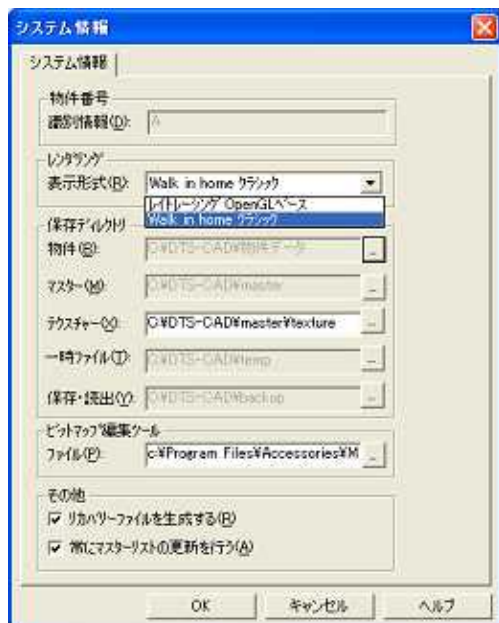 システム情報
システム情報
物件番号
識別情報(D): A
レンダリング
表示形式(R): Walk in home クラシック
レイトレーシング OpenGLベース
Walk in home クラシック
保存ディレクトリ
物件(B): C:¥DTS-CAD¥物件データ ...
マスター(M): C:¥DTS-CAD¥master ...
テクスチャー(X): C:¥DTS-CAD¥master¥texture ...
一時ファイル(T): C:¥DTS-CAD¥temp ...
保存・読出(V): C:¥DTS-CAD¥backup ...
ビットマップ編集ツール
ファイル(P): c:¥Program Files¥Accessories¥M ...
その他
リカバリーファイルを生成する(R)
常にマスターリストの更新を行う(A)
OK キャンセル ヘルプ